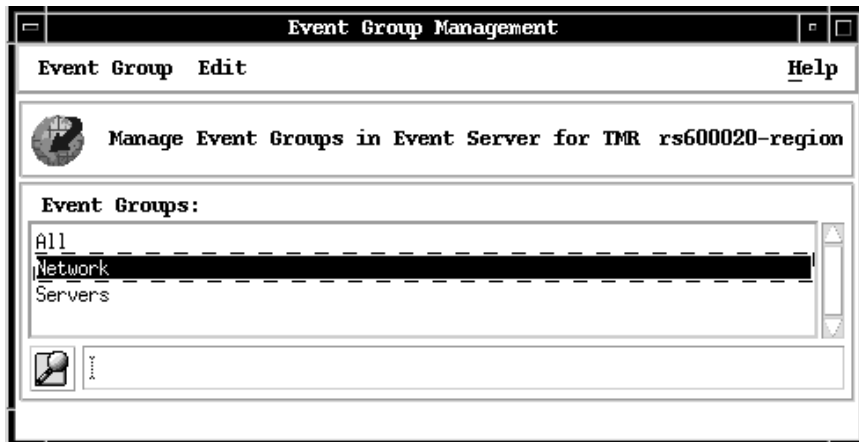 Event Group Management
Event Group Edit Help
Manage Event Groups in Event Server for TMR rs600020-region
Event Groups:
All
Network
Servers